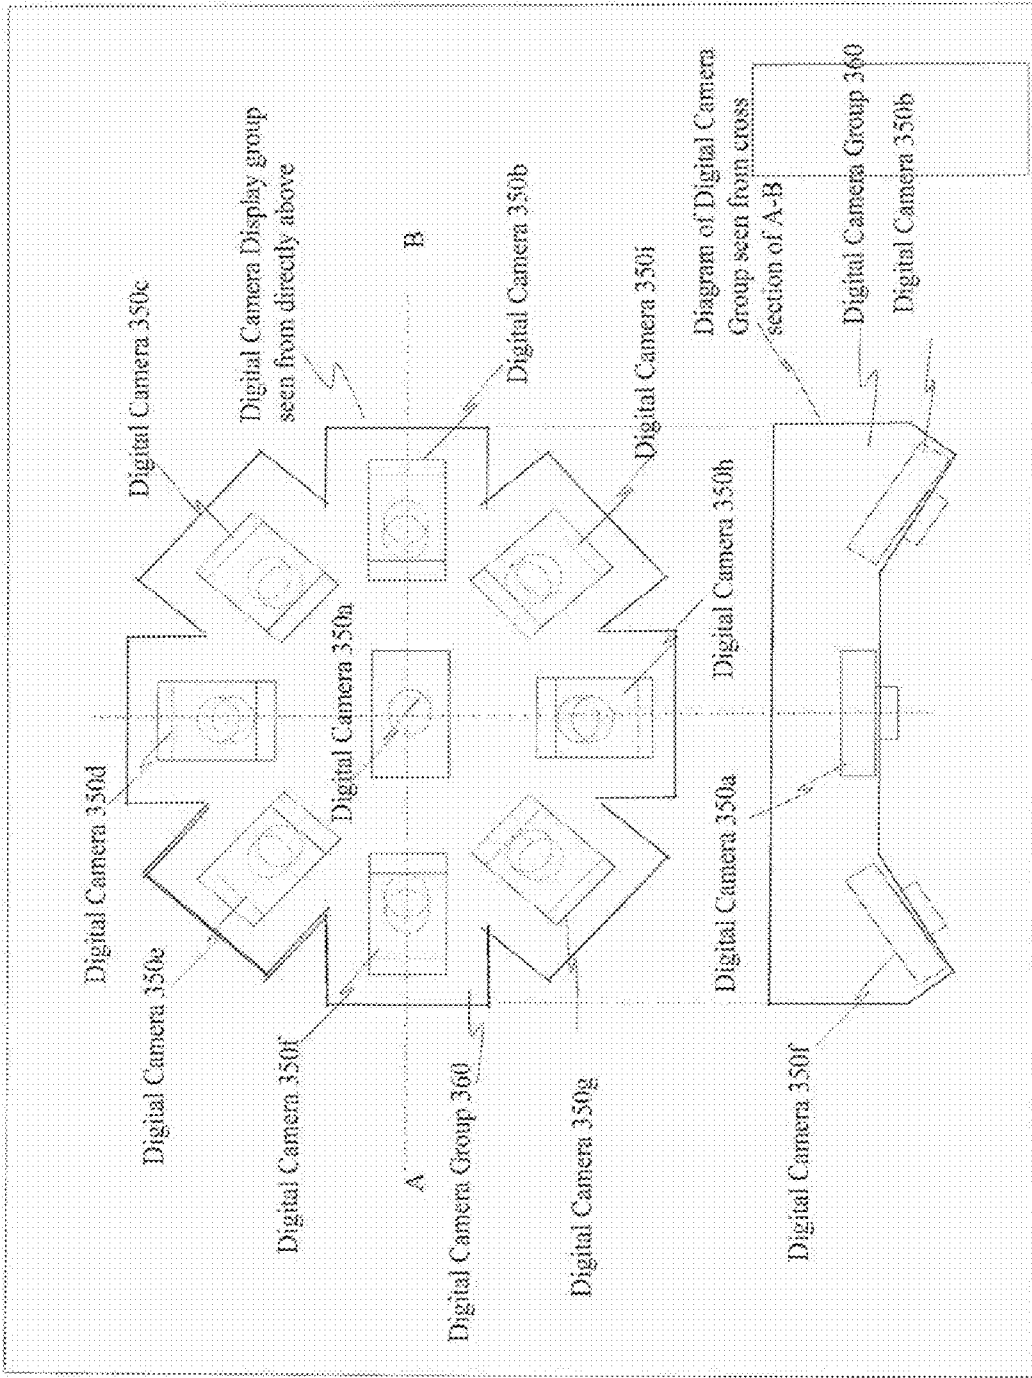 Digital Camera 350d
Digital Camera 350c
Digital Camera 350e
Digital Camera Display group
seen from directly above
Digital Camera 350f
Digital Camera 350a
A
B
Digital Camera Group 360
Digital Camera 350b
Digital Camera 350g
Digital Camera 350i
Digital Camera 350h
Diagram of Digital Camera
Group seen from cross
section of A-B
Digital Camera 350a
Digital Camera 350f
Digital Camera Group 360
Digital Camera 350b